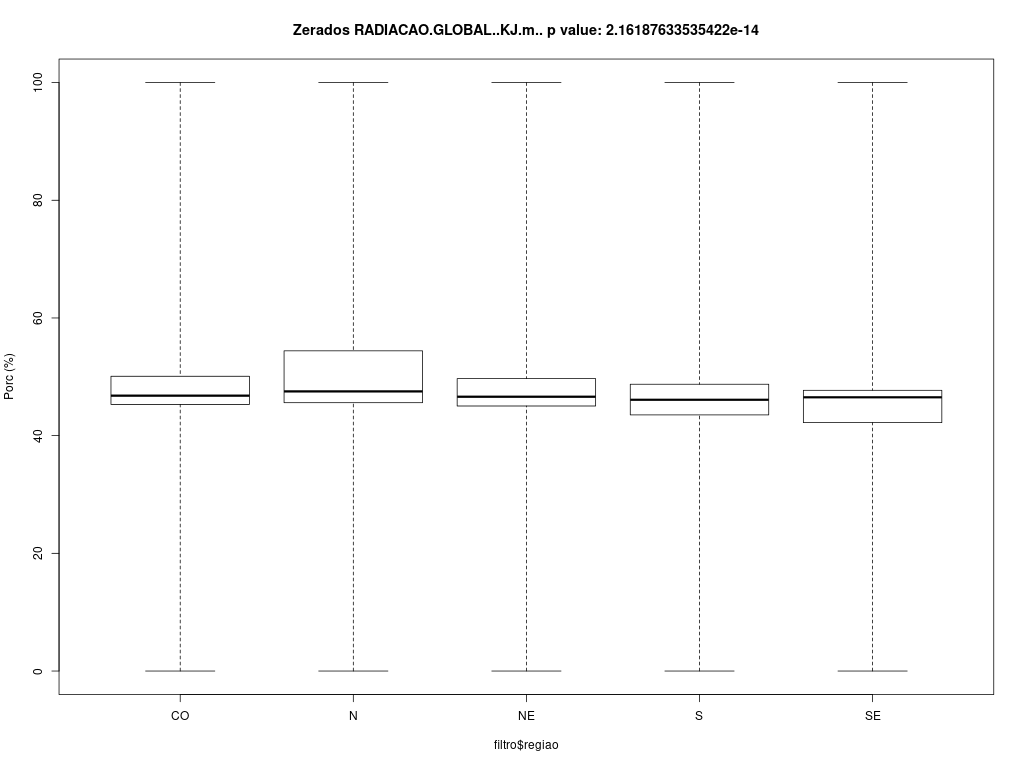 Zerados RADIACAO.GLOBAL..KJ.m.. p value: 2.16187633535422e-14
Porc (%)
100
80
60
40
20
0
CO N NE S SE
filtro$regiao